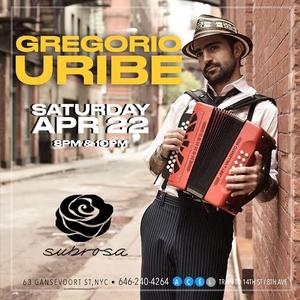 GREGORIO
URIBE
SATURDAY
APR 22
8PM & 10PM
subrosa
63 GANSEVOORT ST, NYC • 646-240-4264 A C E L TRAIN TO 14TH ST / 8TH AVE